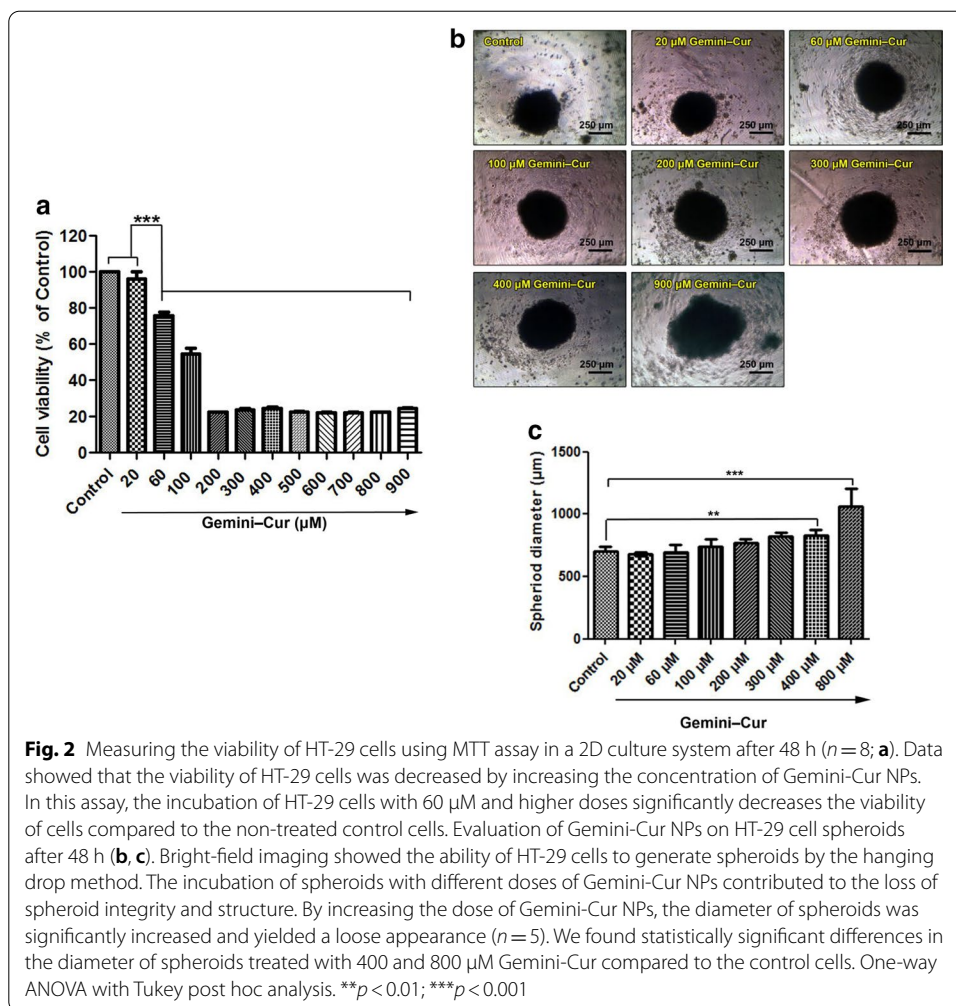 b
Control
20 µM Gemini–Cur
60 µM Gemini–Cur
250 µm
250 µm
250 µm
100 µM Gemini–Cur
200 µM Gemini–Cur
300 µM Gemini–Cur
250 µm
250 µm
250 µm
400 µM Gemini–Cur
900 µM Gemini–Cur
250 µm
250 µm
a
***
Cell viability (% of Control)
120
100
80
60
40
20
0
Control
20
60
100
200
300
400
500
600
700
800
900
Gemini–Cur (µM)
c
Spheriod diameter (µm)
1500
1000
500
0
***
**
Control
20 µM
60 µM
100 µM
200 µM
300 µM
400 µM
800 µM
Gemini–Cur
Fig. 2 Measuring the viability of HT-29 cells using MTT assay in a 2D culture system after 48 h (n = 8; a). Data
showed that the viability of HT-29 cells was decreased by increasing the concentration of Gemini-Cur NPs.
In this assay, the incubation of HT-29 cells with 60 µM and higher doses significantly decreases the viability
of cells compared to the non-treated control cells. Evaluation of Gemini-Cur NPs on HT-29 cell spheroids
after 48 h (b, c). Bright-field imaging showed the ability of HT-29 cells to generate spheroids by the hanging
drop method. The incubation of spheroids with different doses of Gemini-Cur NPs contributed to the loss of
spheroid integrity and structure. By increasing the dose of Gemini-Cur NPs, the diameter of spheroids was
significantly increased and yielded a loose appearance (n = 5). We found statistically significant differences in
the diameter of spheroids treated with 400 and 800 µM Gemini-Cur compared to the control cells. One-way
ANOVA with Tukey post hoc analysis. **p < 0.01; ***p < 0.001